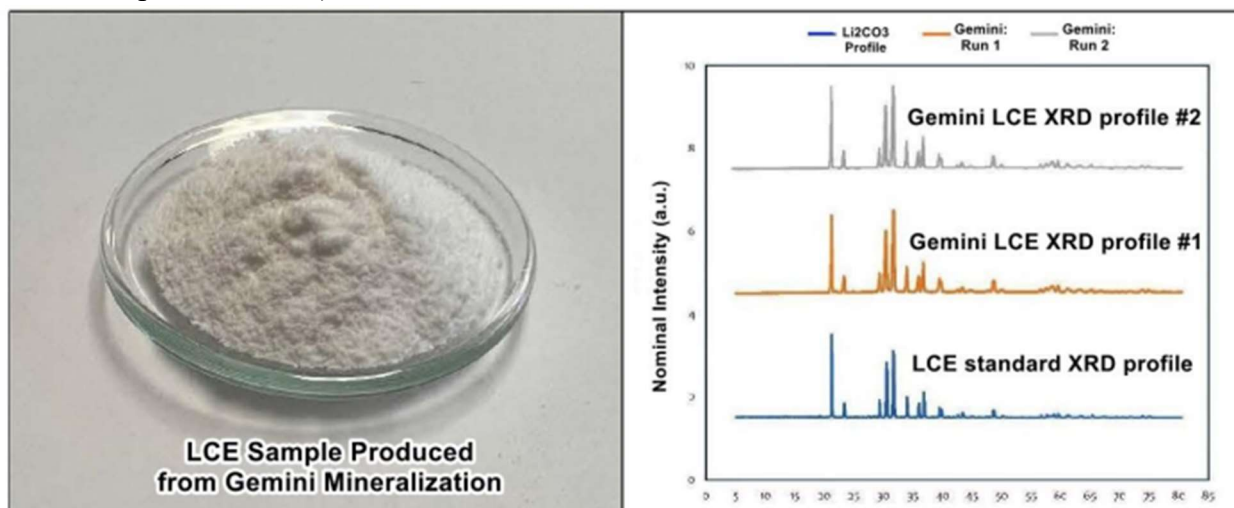 LCE Sample Produced
from Gemini Mineralization
Li2CO3 Profile
Gemini: Run 1
Gemini: Run 2
Gemini LCE XRD profile #2
Gemini LCE XRD profile #1
LCE standard XRD profile
Nominal Intensity (a.u.)
10
8
6
4
2
0
0 5 10 15 20 25 30 35 40 45 50 55 60 65 70 75 80 85